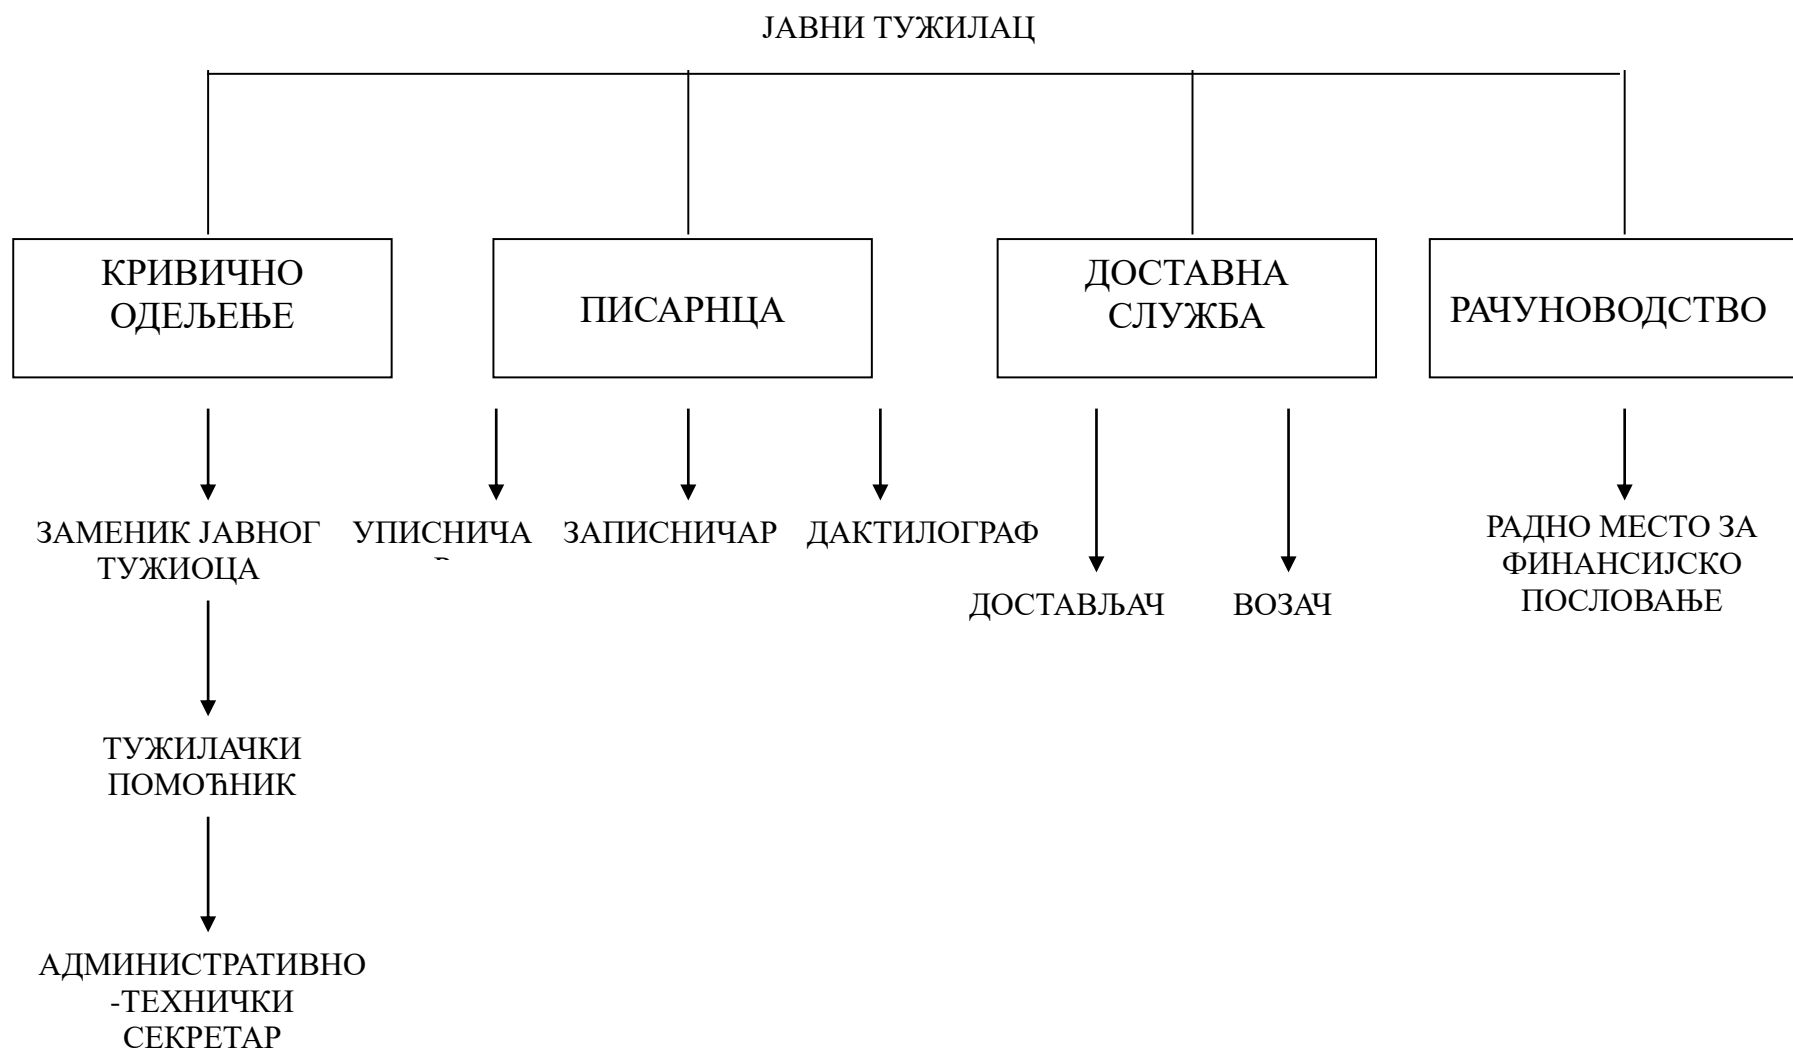 ЈАВНИ ТУЖИЛАЦ
КРИВИЧНО
ОДЕЉЕЊЕ
ПИСАРНЦА
ДОСТАВНА
СЛУЖБА
РАЧУНОВОДСТВО
ЗАМЕНИК ЈАВНОГ
ТУЖИОЦА
УПИСНИЧА
ЗАПИСНИЧАР
ДАКТИЛОГРАФ
ДОСТАВЉАЧ
ВОЗАЧ
РАДНО МЕСТО ЗА
ФИНАНСИЈСКО
ПОСЛОВАЊЕ
ТУЖИЛАЧКИ
ПОМОЋНИК
АДМИНИСТРАТИВНО
-ТЕХНИЧКИ
СЕКРЕТАР